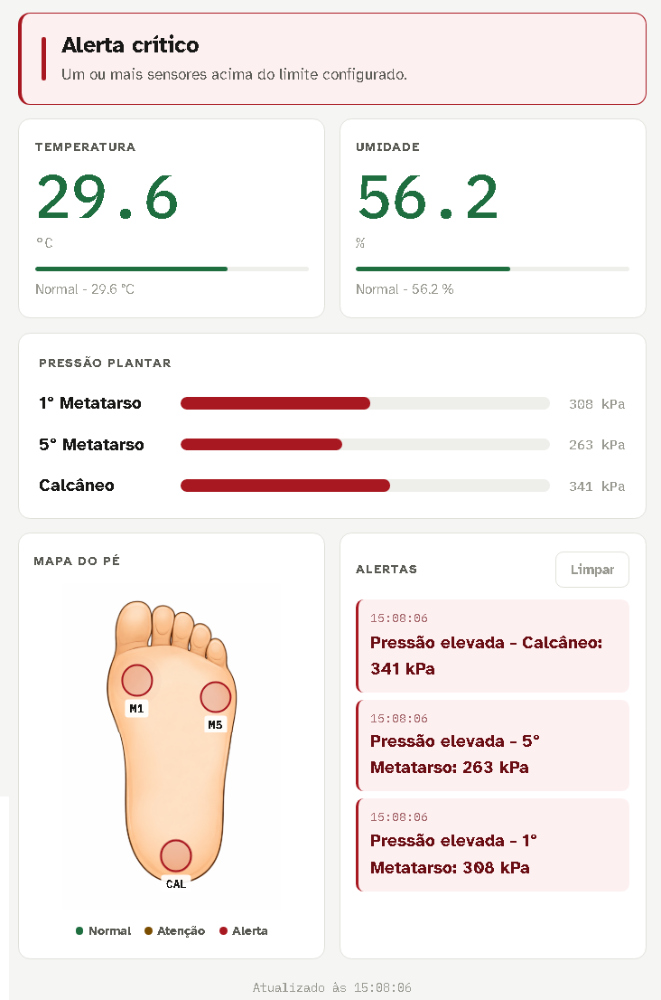 Alerta crítico
Um ou mais sensores acima do limite configurado.
TEMPERATURA
29.6
°C
Normal - 29.6 °C
UMIDADE
56.2
%
Normal - 56.2 %
PRESSÃO PLANTAR
1° Metatarso
308 kPa
5° Metatarso
263 kPa
Calcâneo
341 kPa
MAPA DO PÉ
M1
M5
CAL
Normal
Atenção
Alerta
ALERTAS
Limpar
15:08:06
Pressão elevada - Calcâneo:
341 kPa
15:08:06
Pressão elevada - 5°
Metatarso: 263 kPa
15:08:06
Pressão elevada - 1°
Metatarso: 308 kPa
Atualizado às 15:08:06